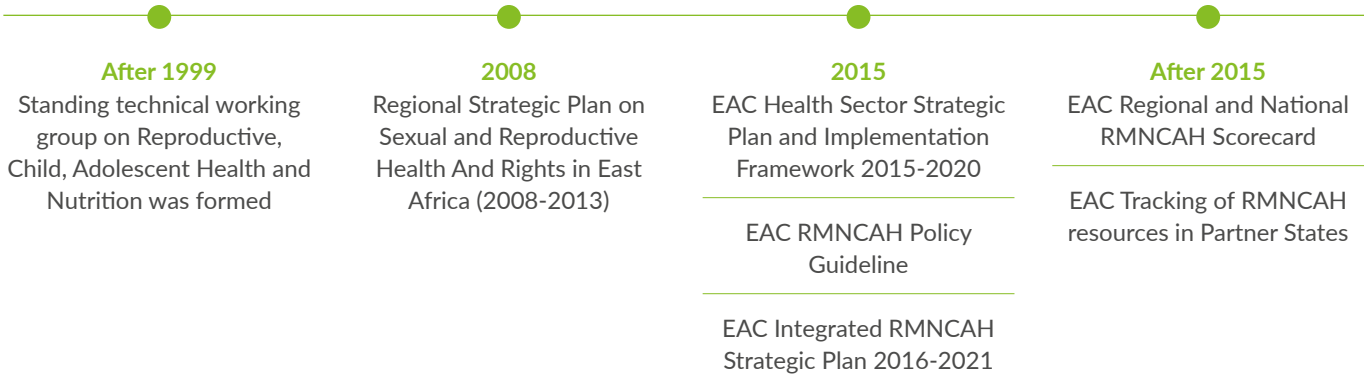 After 1999
Standing technical working
group on Reproductive,
Child, Adolescent Health and
Nutrition was formed
2008
Regional Strategic Plan on
Sexual and Reproductive
Health And Rights in East
Africa (2008-2013)
2015
EAC Health Sector Strategic
Plan and Implementation
Framework 2015-2020
EAC RMNCAH Policy
Guideline
EAC Integrated RMNCAH
Strategic Plan 2016-2021
After 2015
EAC Regional and National
RMNCAH Scorecard
EAC Tracking of RMNCAH
resources in Partner States